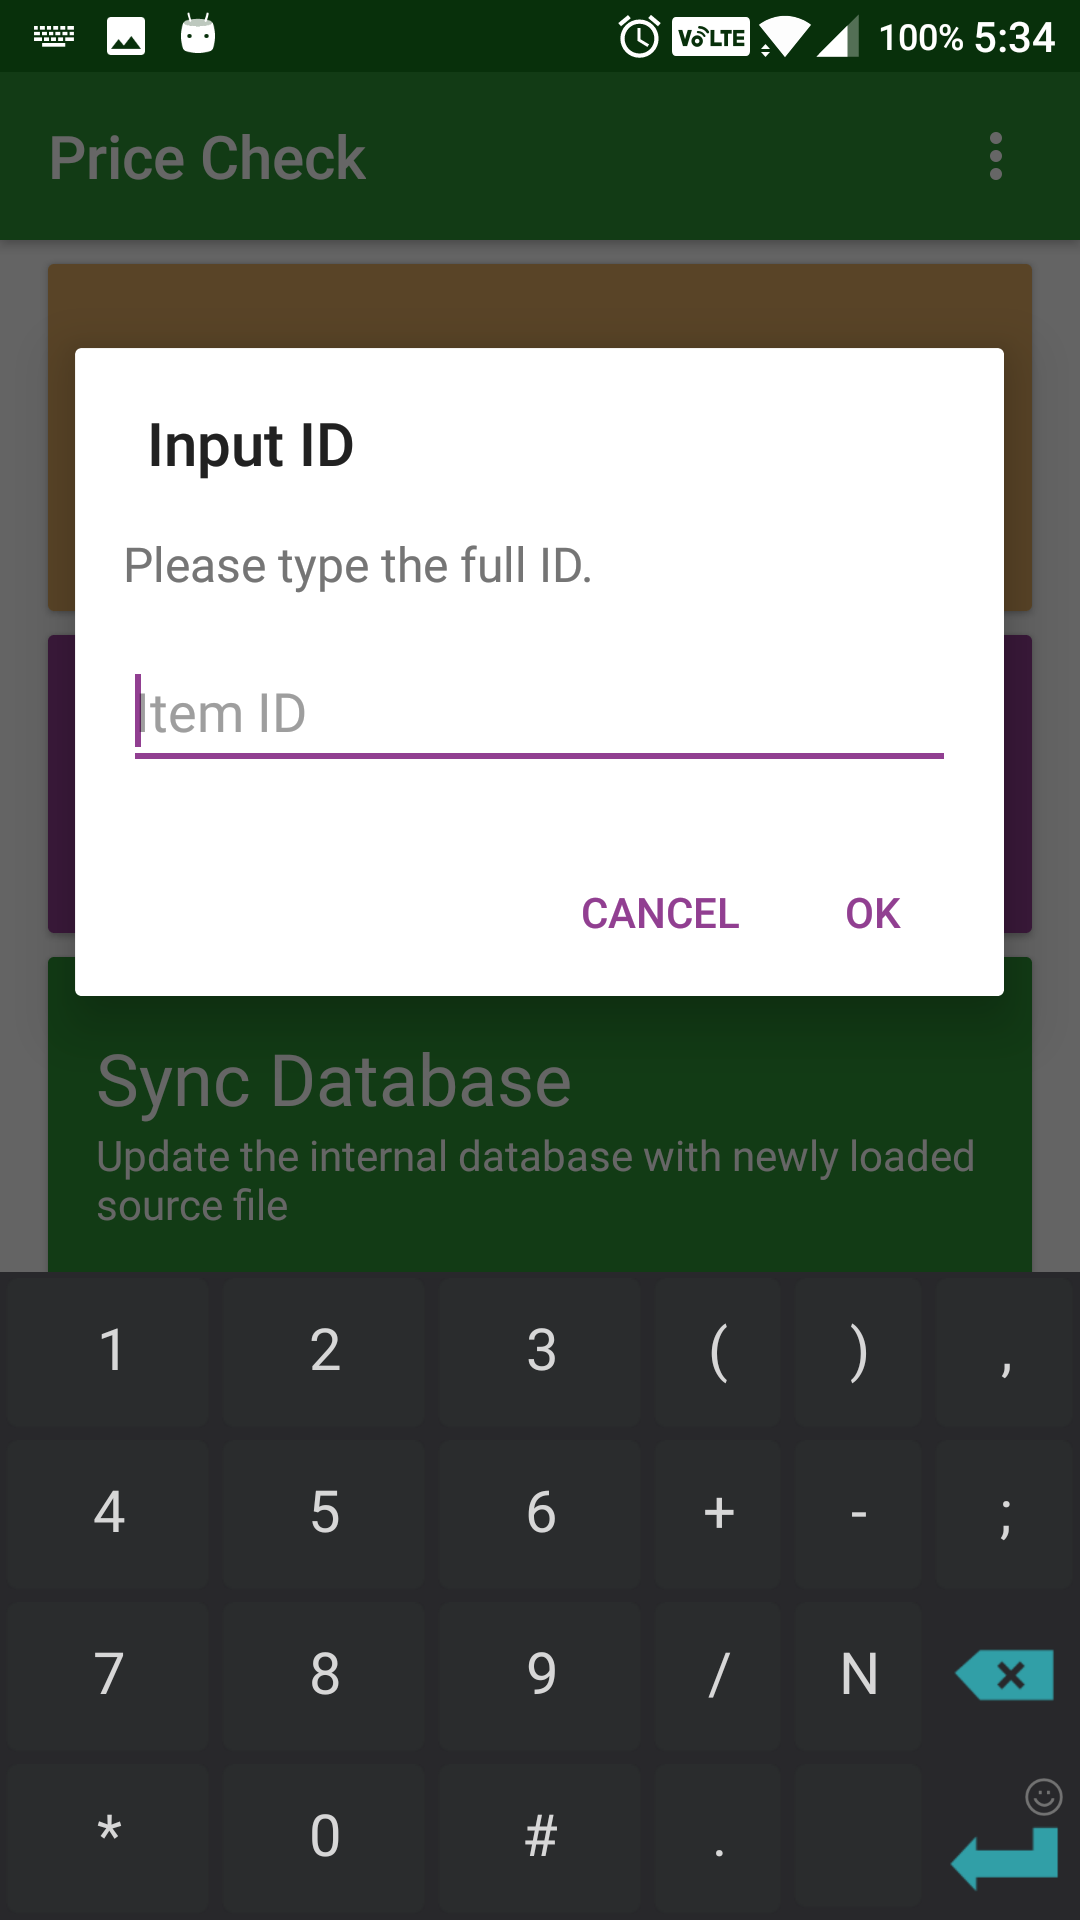 VoLTE 100% 5:34
Price Check
Input ID
Please type the full ID.
Item ID
CANCEL OK
Sync Database
Update the internal database with newly loaded
source file
1 2 3 ( ) ,
4 5 6 + - ;
7 8 9 / N
* 0 # .